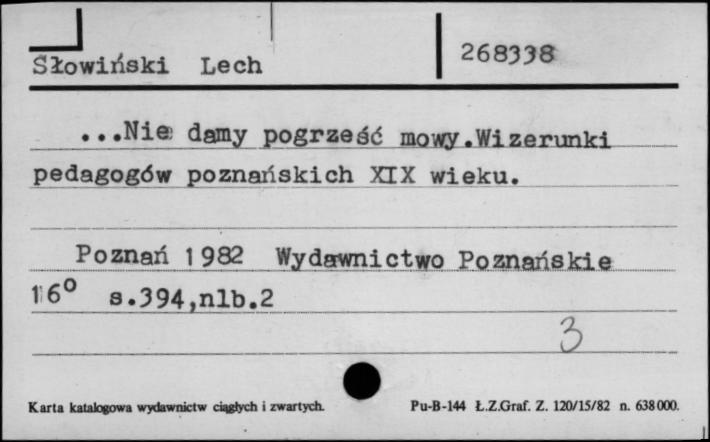 Słowiński Lech
268338
...Nie damy pogrześć mowy.Wizerunki
pedagogów poznańskich XIX wieku.
Poznań 1982 Wydawnictwo Poznańskie
16° s.394,nlb.2
3
Karta katalogowa wydawnictw ciągłych i zwartych.
Pu-B-144 Ł.Z.Graf. Z. 120/15/82 n. 638000.